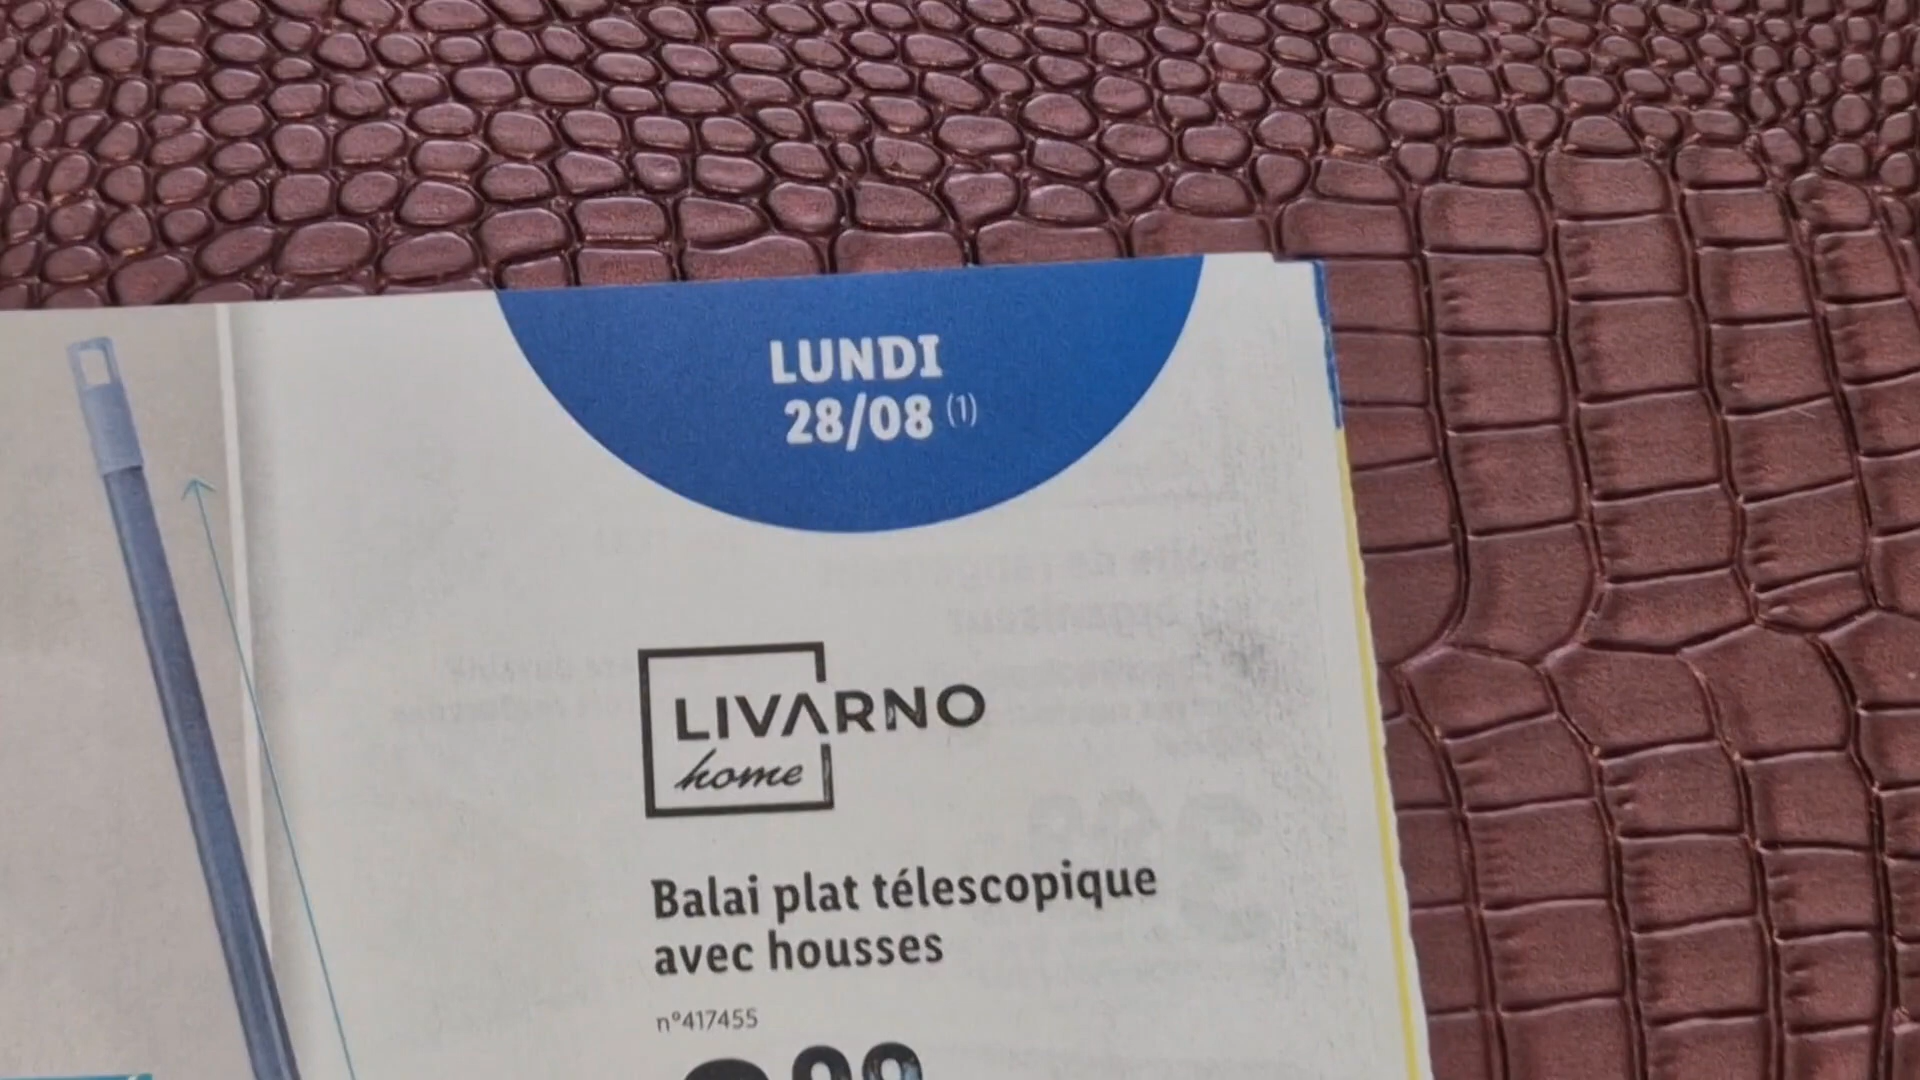 LUNDI
28/08 (1)
LIVARNO
home
Balai plat télescopique
avec housses
n°417455